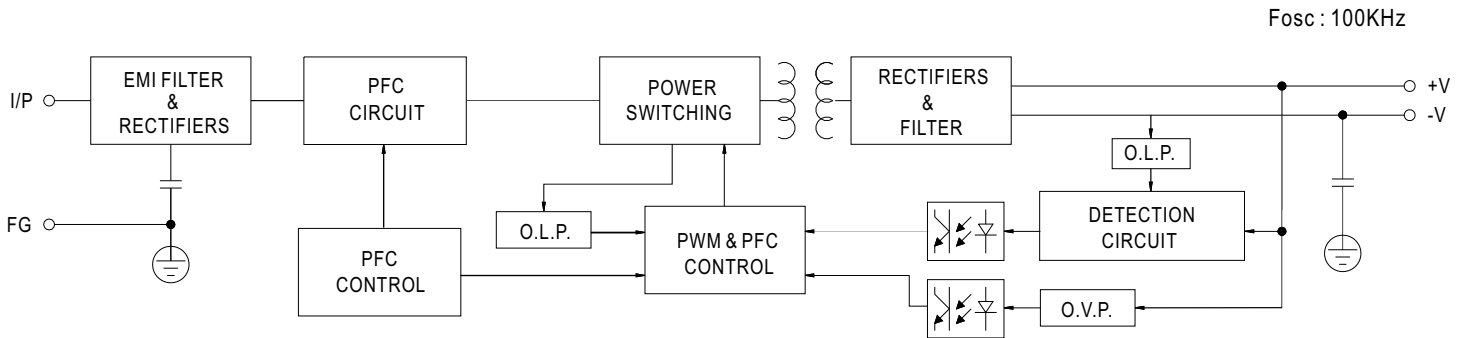 Fosc : 100KHz
I/P
EMI FILTER
&
RECTIFIERS
PFC
CIRCUIT
POWER
SWITCHING
RECTIFIERS
&
FILTER
+V
-V
O.L.P.
FG
O.L.P.
PFC
CONTROL
PWM & PFC
CONTROL
DETECTION
CIRCUIT
O.V.P.